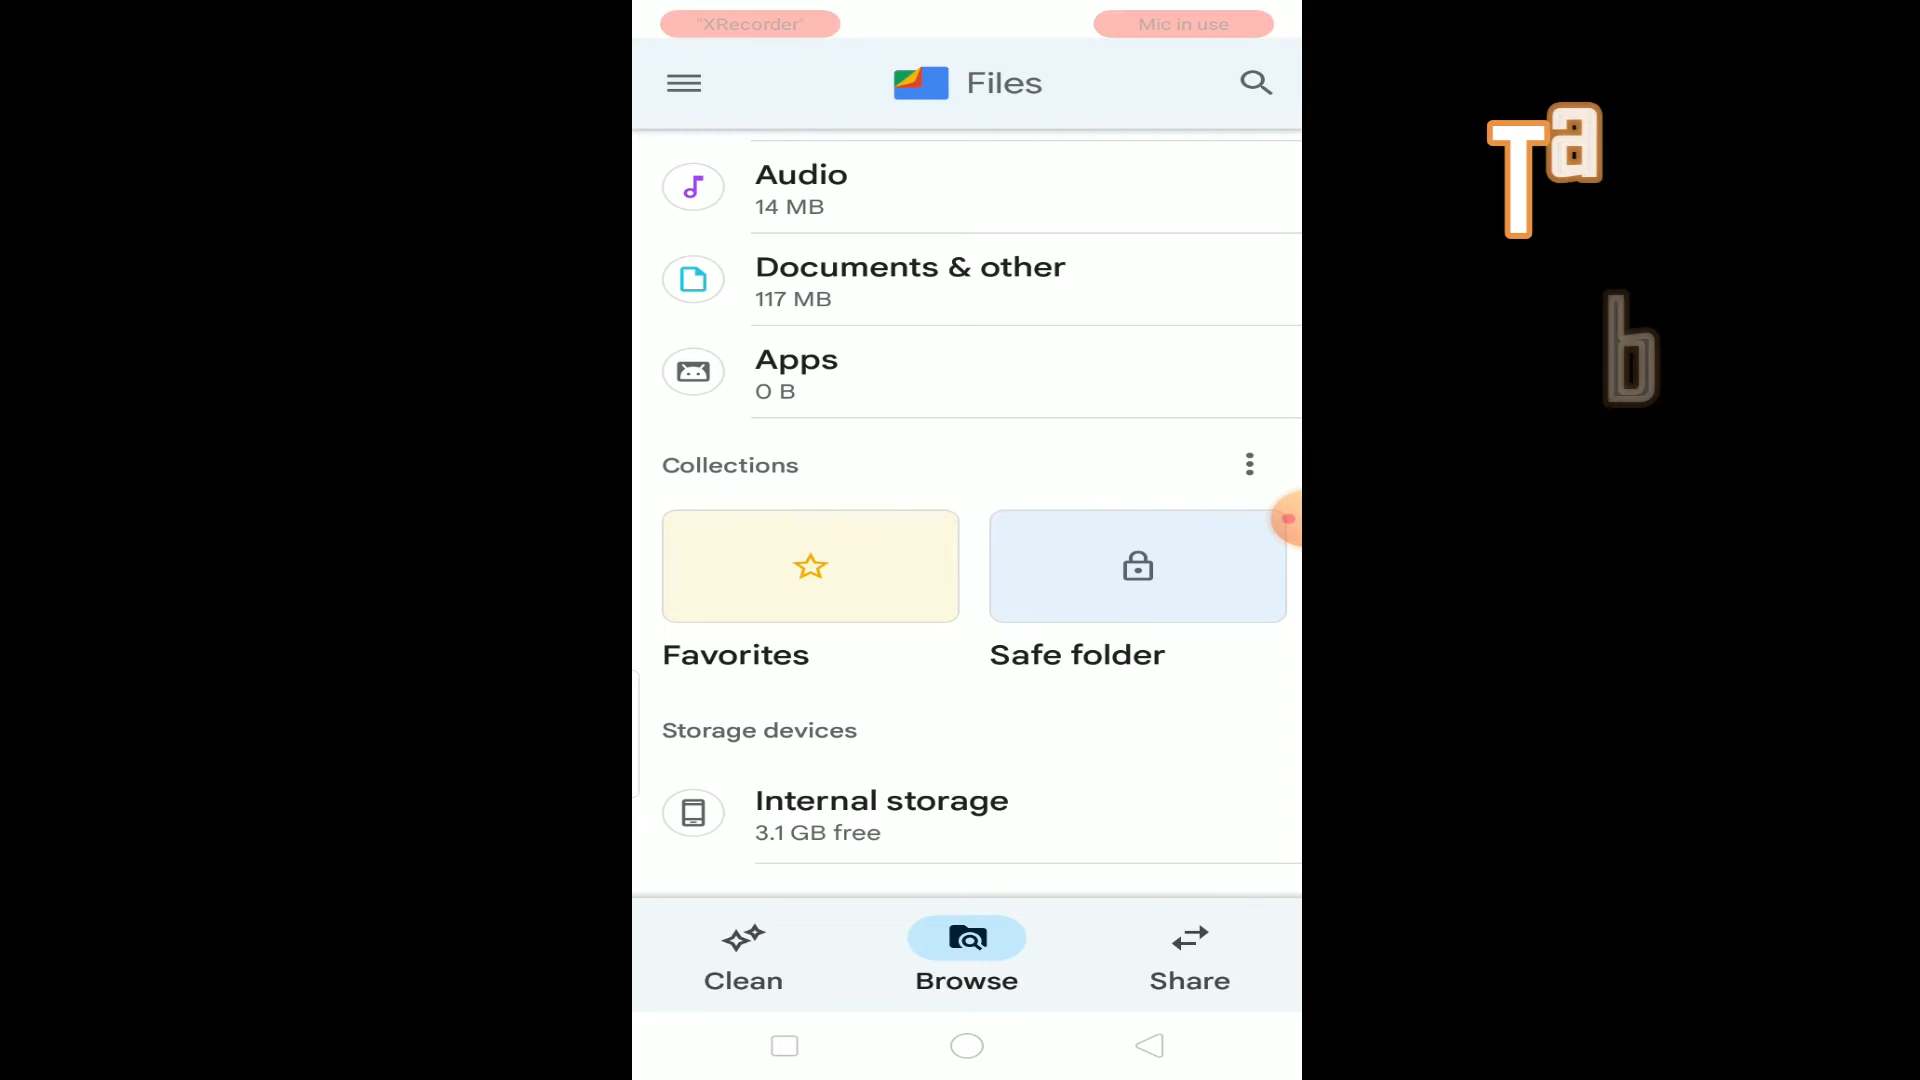 "XRecorder" Mic in use
Files
Audio
14 MB
Documents & other
117 MB
Apps
0 B
Collections
Favorites Safe folder
Storage devices
Internal storage
3.1 GB free
Clean Browse Share
Ta
b